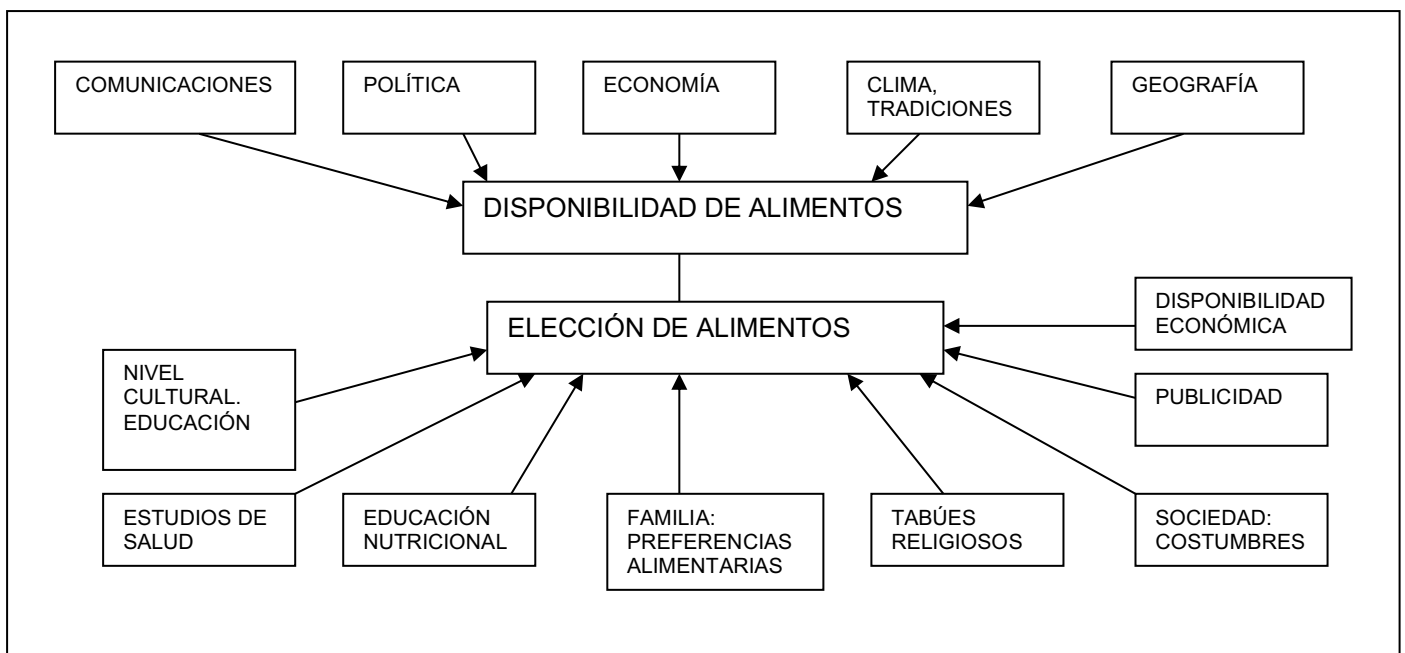 COMUNICACIONES
POLÍTICA
ECONOMÍA
CLIMA,
TRADICIONES
GEOGRAFÍA
DISPONIBILIDAD DE ALIMENTOS
ELECCIÓN DE ALIMENTOS
DISPONIBILIDAD
ECONÓMICA
NIVEL
CULTURAL.
EDUCACIÓN
PUBLICIDAD
ESTUDIOS DE
SALUD
EDUCACIÓN
NUTRICIONAL
FAMILIA:
PREFERENCIAS
ALIMENTARIAS
TABÚES
RELIGIOSOS
SOCIEDAD:
COSTUMBRES